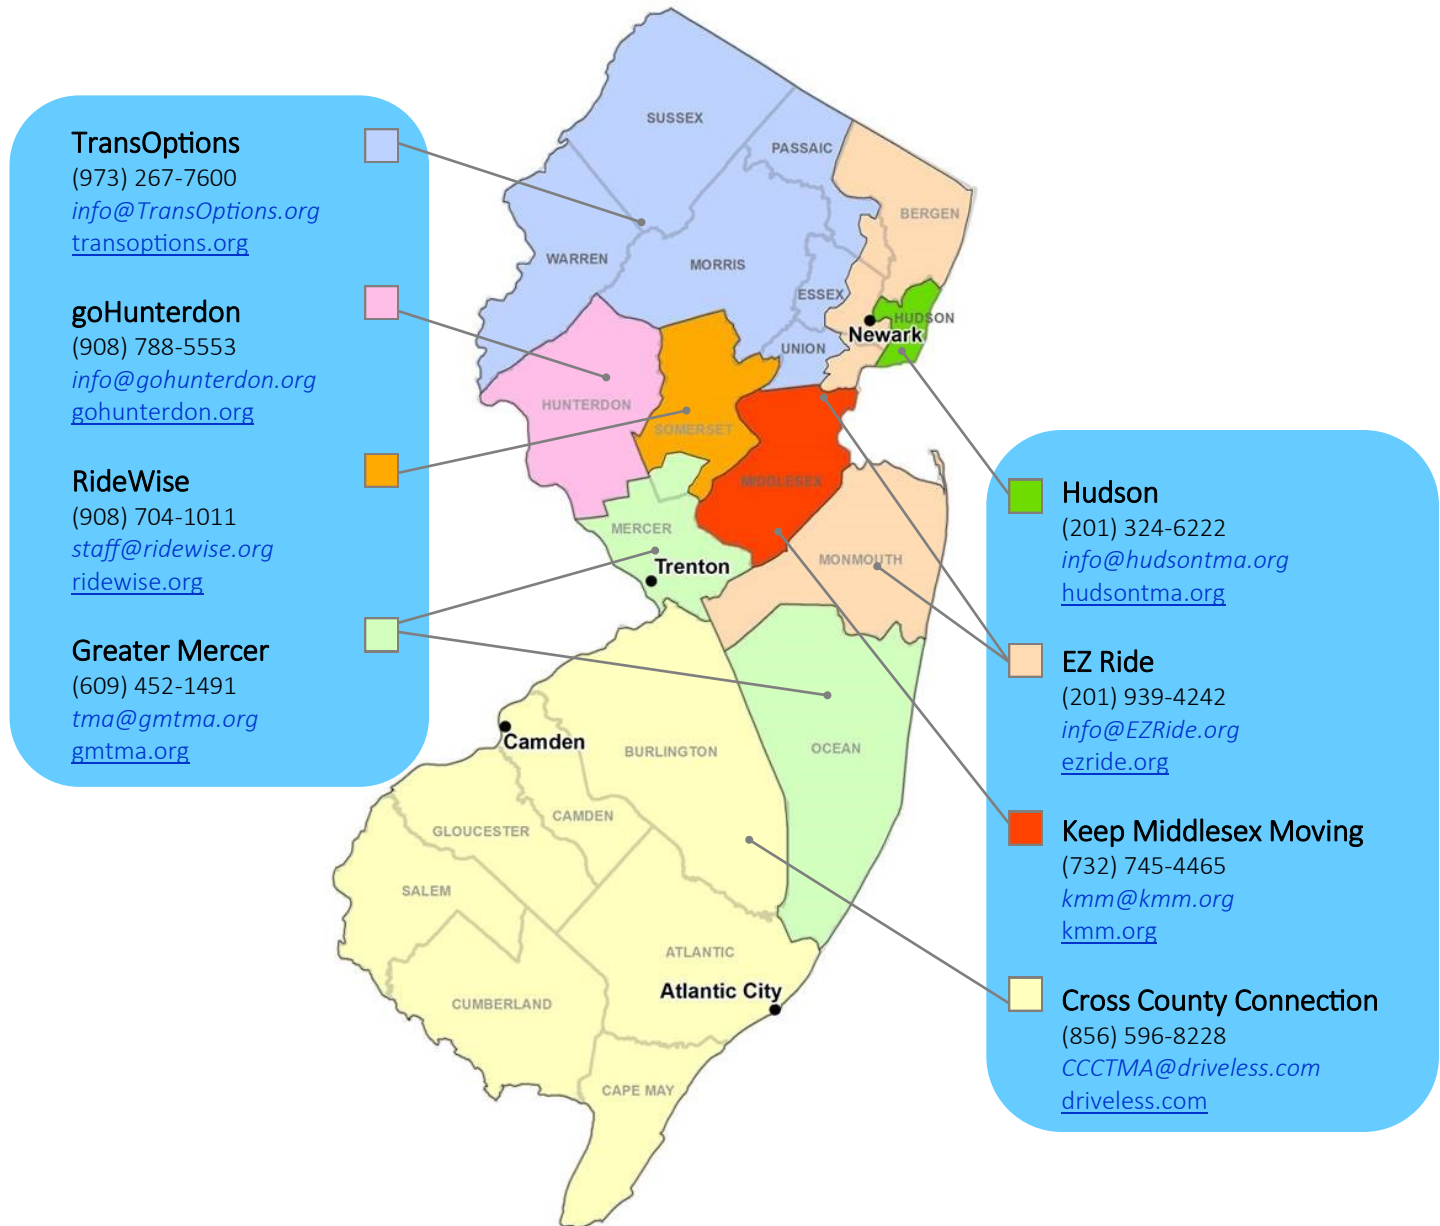 TransOptions
(973) 267-7600
info@TransOptions.org
transoptions.org
goHunterdon
(908) 788-5553
info@gohunterdon.org
gohunterdon.org
RideWise
(908) 704-1011
staff@ridewise.org
ridewise.org
Greater Mercer
(609) 452-1491
tma@gmtma.org
gmtma.org
SUSSEX
PASSAIC
BERGEN
WARREN
MORRIS
ESSEX
HUDSON
Newark
UNION
HUNTERDON
SOMERSET
MIDDLESEX
MERCER
Trenton
MONMOUTH
OCEAN
Camden
BURLINGTON
CAMDEN
GLOUCESTER
SALEM
ATLANTIC
Atlantic City
CUMBERLAND
CAPE MAY
Hudson
(201) 324-6222
info@hudsontma.org
hudsontma.org
EZ Ride
(201) 939-4242
info@EZRide.org
ezride.org
Keep Middlesex Moving
(732) 745-4465
kmm@kmm.org
kmm.org
Cross County Connection
(856) 596-8228
CCCTMA@driveless.com
driveless.com